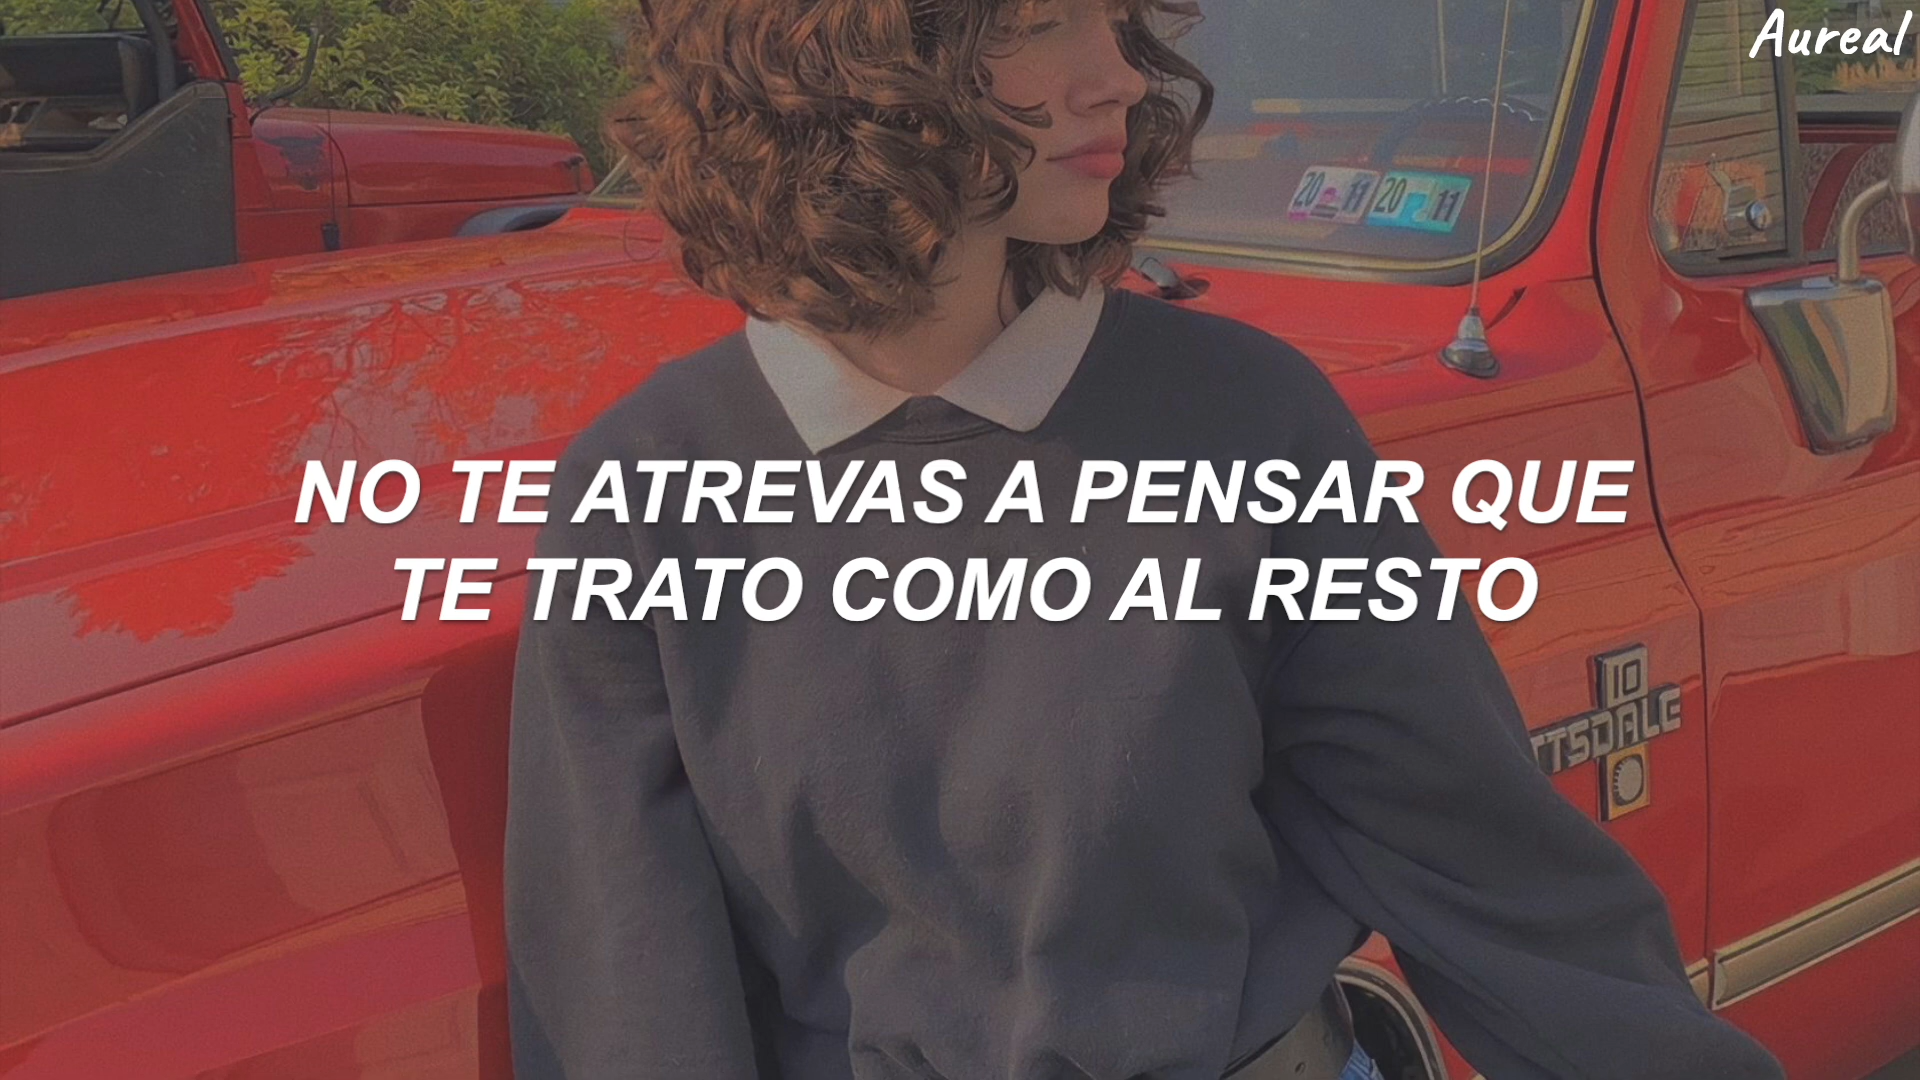 Aureal
20 11 20 11
NO TE ATREVAS A PENSAR QUE
TE TRATO COMO AL RESTO
10
TTSDALE